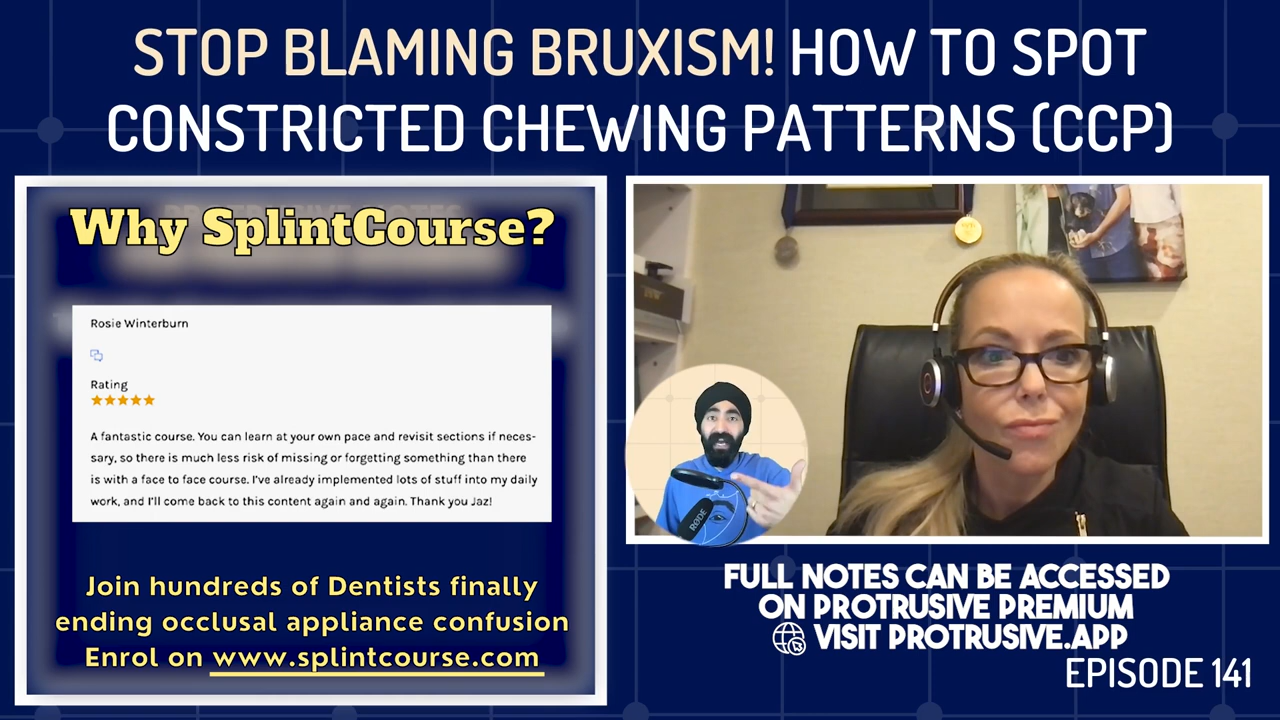 STOP BLAMING BRUXISM! HOW TO SPOT
CONSTRICTED CHEWING PATTERNS (CCP)
Why SplintCourse?
Rosie Winterburn
Rating
A fantastic course. You can learn at your own pace and revisit sections if neces-
sary, so there is much less risk of missing or forgetting something than there
is with a face to face course. I've already implemented lots of stuff into my daily
work, and I'll come back to this content again and again. Thank you Jaz!
Join hundreds of Dentists finally
ending occlusal appliance confusion
Enrol on www.splintcourse.com
RØDE
FULL NOTES CAN BE ACCESSED
ON PROTRUSIVE PREMIUM
VISIT PROTRUSIVE.APP
EPISODE 141